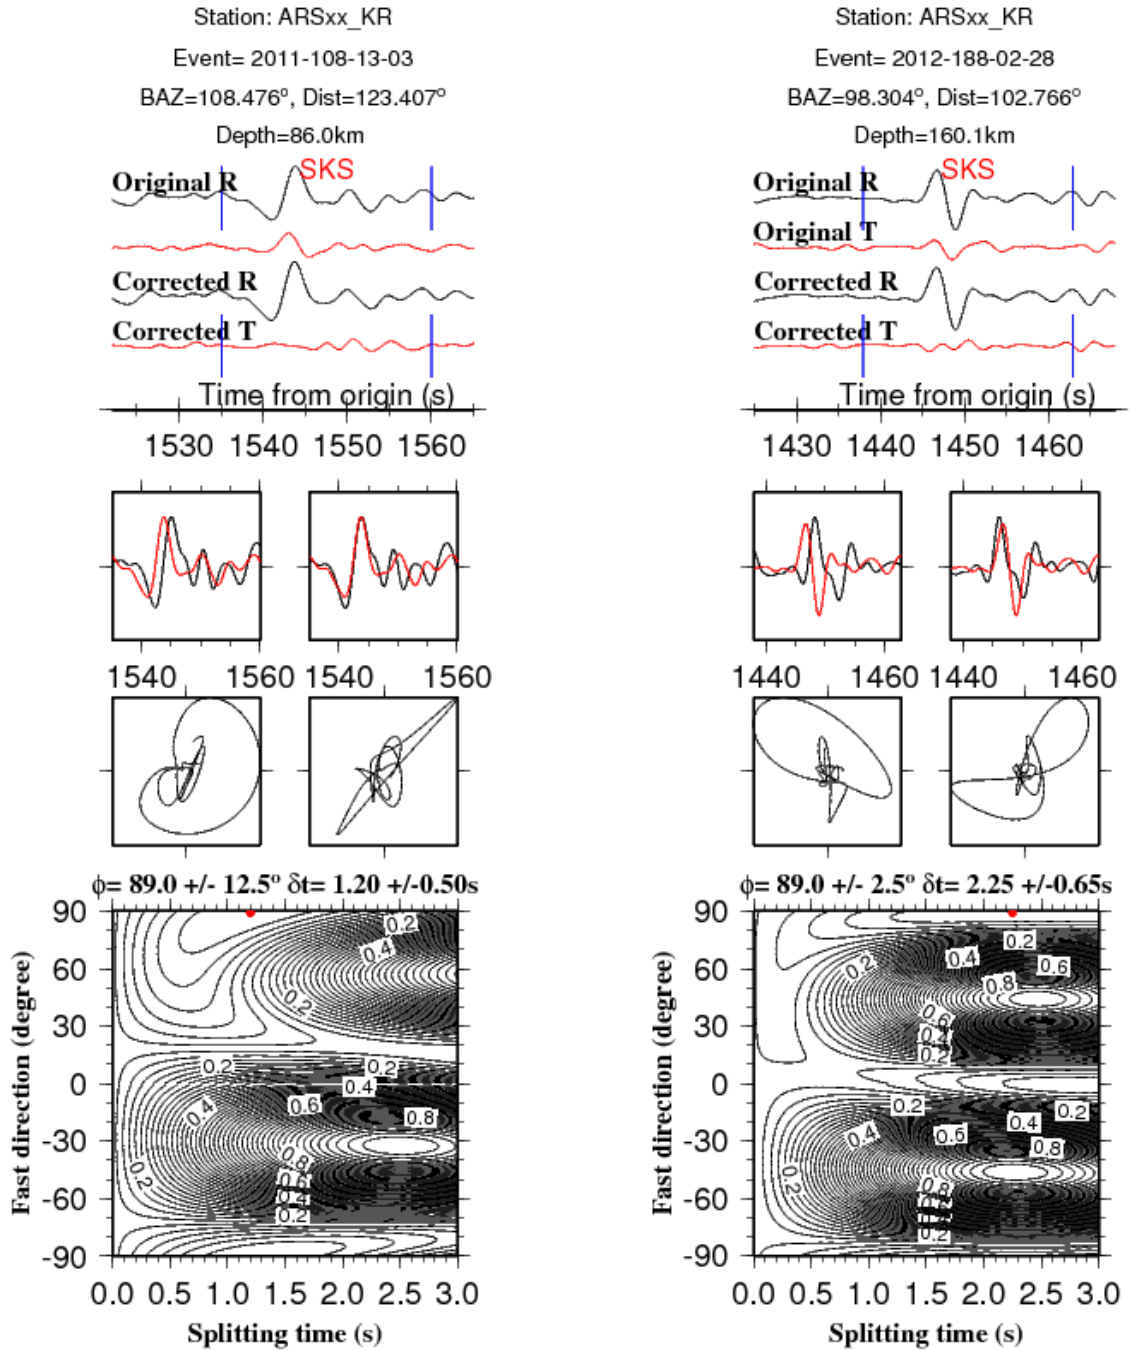 Station: ARSxx_KR
Event= 2011-108-13-03
BAZ=108.476°, Dist=123.407°
Depth=86.0km
SKS
Original R
Corrected R
Corrected T
Time from origin (s)
1530 1540 1550 1560
1540 1560 1540 1560
ϕ= 89.0 +/- 12.5° δt= 1.20 +/-0.50s
90
60
30
0
-30
-60
-90
Fast direction (degree)
0.2
0.4
0.2
0.2
0.2
0.4
0.6
0.4
0.8
0.8
0.6
0.4
0.2
0.2
0.0 0.5 1.0 1.5 2.0 2.5 3.0
Splitting time (s)
Station: ARSxx_KR
Event= 2012-188-02-28
BAZ=98.304°, Dist=102.766°
Depth=160.1km
SKS
Original R
Original T
Corrected R
Corrected T
Time from origin (s)
1430 1440 1450 1460
1440 1460 1440 1460
ϕ= 89.0 +/- 2.5° δt= 2.25 +/-0.65s
90
60
30
0
-30
-60
-90
Fast direction (degree)
0.2
0.4
0.2
0.6
0.8
0.6
0.4
0.2
0.2
0.2
0.4
0.4
0.6
0.8
0.2
0.8
0.2
0.0 0.5 1.0 1.5 2.0 2.5 3.0
Splitting time (s)